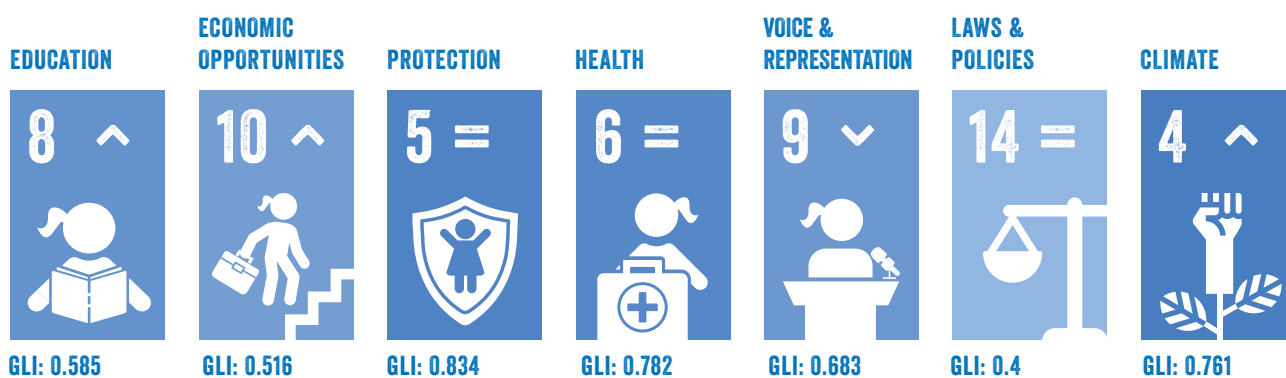 EDUCATION
8
GLI: 0.585
ECONOMIC
OPPORTUNITIES
10
GLI: 0.516
PROTECTION
5 =
GLI: 0.834
HEALTH
6 =
GLI: 0.782
VOICE &
REPRESENTATION
9
GLI: 0.683
LAWS &
POLICIES
14 =
GLI: 0.4
CLIMATE
4
GLI: 0.761